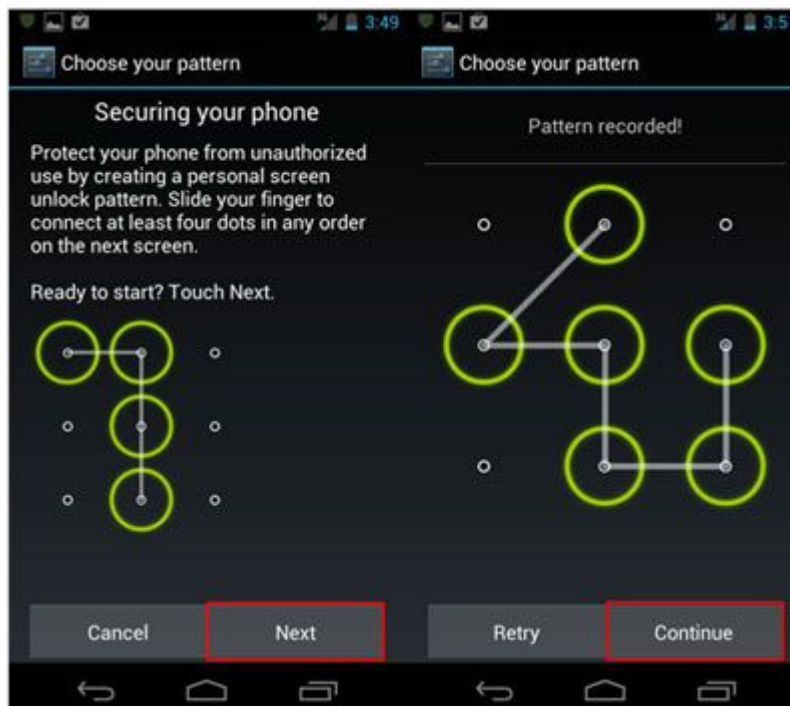 3:49
Choose your pattern
Securing your phone
Protect your phone from unauthorized
use by creating a personal screen
unlock pattern. Slide your finger to
connect at least four dots in any order
on the next screen.
Ready to start? Touch Next.
Cancel
Next
3:5
Choose your pattern
Pattern recorded!
Retry
Continue